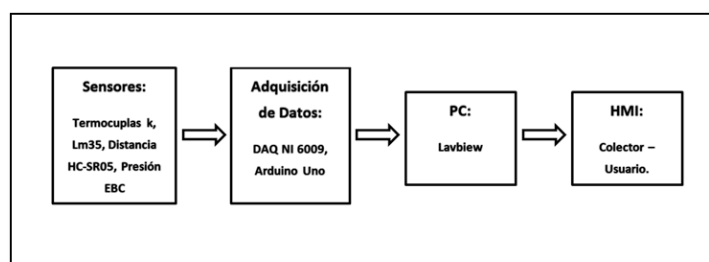 Sensores:
Termocuplas k,
Lm35, Distancia
HC-SR05, Presión
EBC
Adquisición
de Datos:
DAQ NI 6009,
Arduino Uno
PC:
Lavbiew
HMI:
Colector –
Usuario.